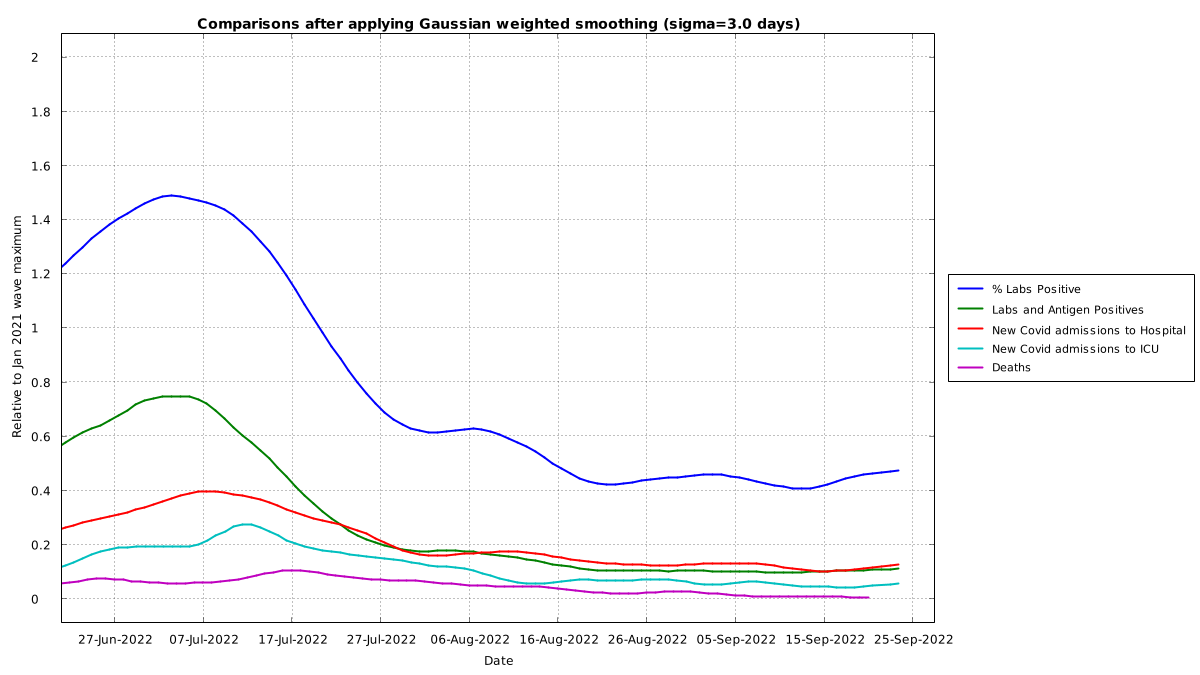 Comparisons after applying Gaussian weighted smoothing (sigma=3.0 days)
2
1.8
1.6
1.4
1.2
1
0.8
0.6
0.4
0.2
0
Relative to Jan 2021 wave maximum
27-Jun-2022 07-Jul-2022 17-Jul-2022 27-Jul-2022 06-Aug-2022 16-Aug-2022 26-Aug-2022 05-Sep-2022 15-Sep-2022 25-Sep-2022
Date
% Labs Positive
Labs and Antigen Positives
New Covid admissions to Hospital
New Covid admissions to ICU
Deaths